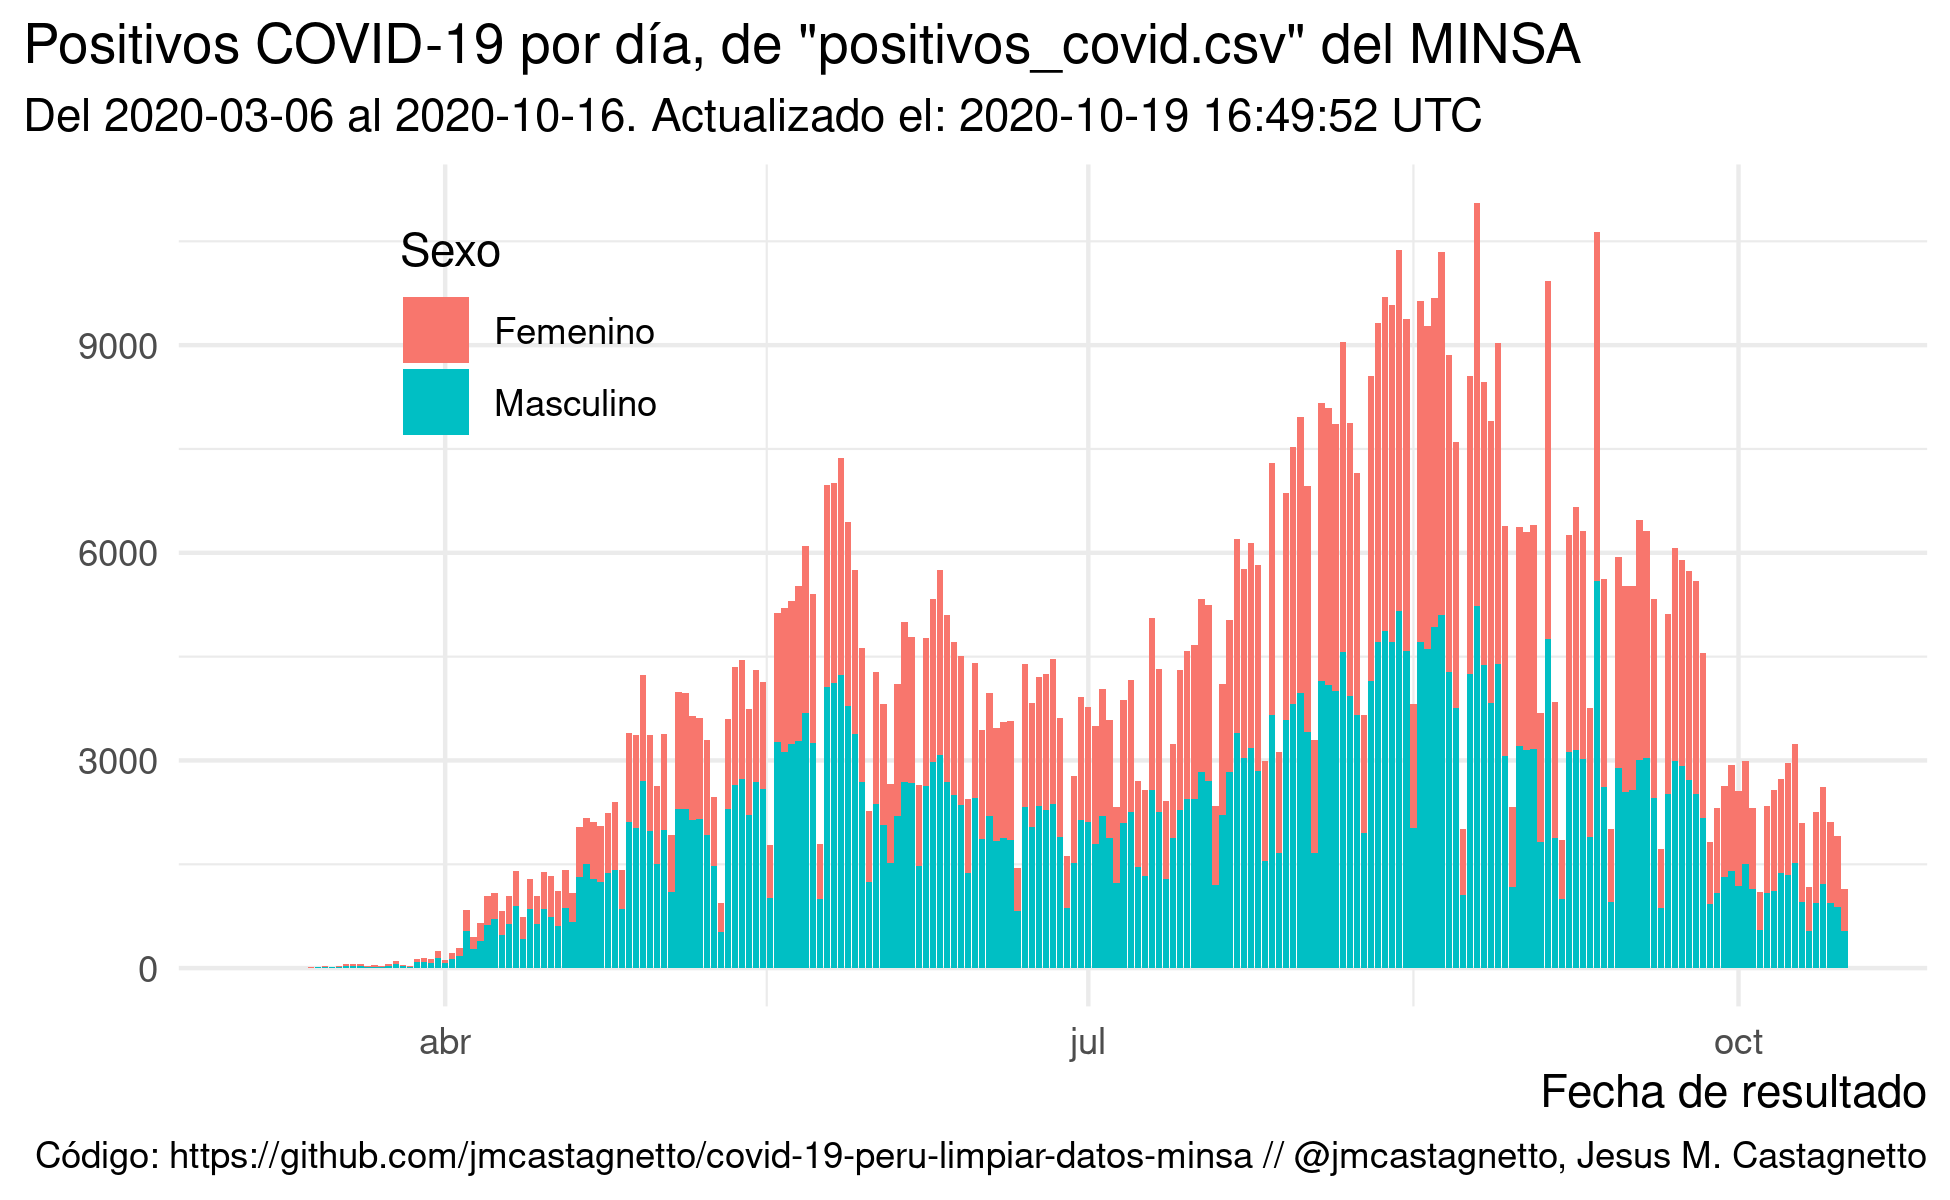 Positivos COVID-19 por día, de "positivos_covid.csv" del MINSA
Del 2020-03-06 al 2020-10-16. Actualizado el: 2020-10-19 16:49:52 UTC
Sexo
Femenino
Masculino
9000
6000
3000
0
abr jul oct
Fecha de resultado
Código: https://github.com/jmcastagnetto/covid-19-peru-limpiar-datos-minsa // @jmcastagnetto, Jesus M. Castagnetto